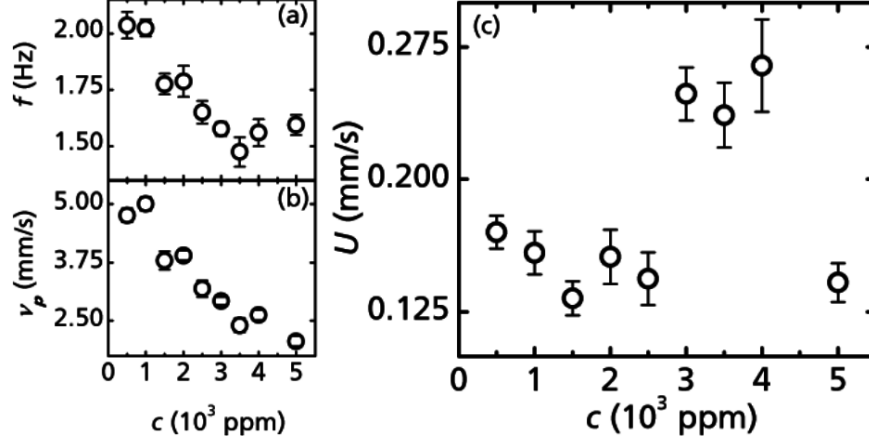 (a)
f (Hz)
2.00
1.75
1.50
(b)
v_p (mm/s)
5.00
3.75
2.50
0 1 2 3 4 5
c (10³ ppm)
(c)
U (mm/s)
0.275
0.200
0.125
0 1 2 3 4 5
c (10³ ppm)